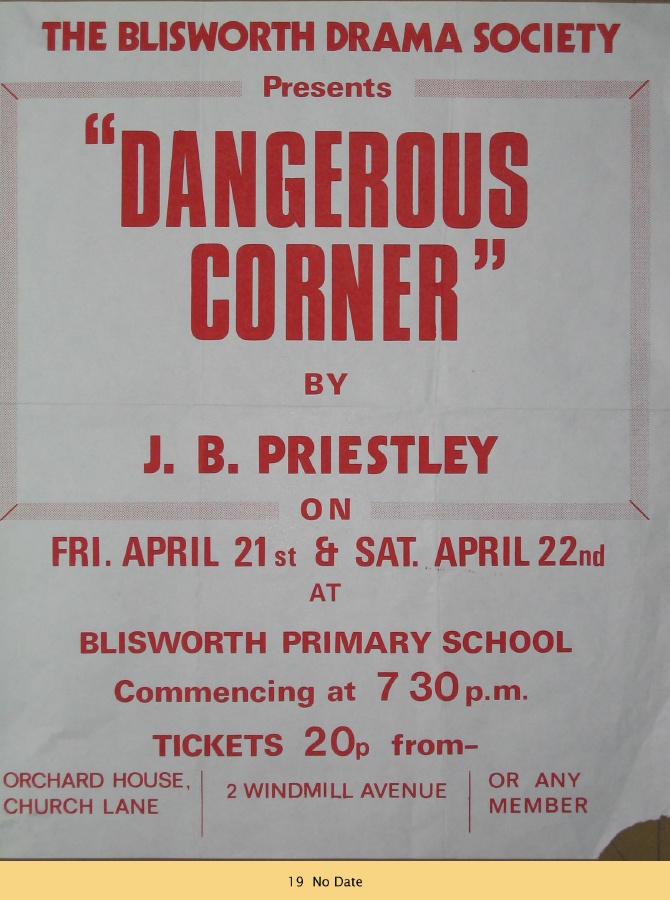 THE BLISWORTH DRAMA SOCIETY
Presents
“DANGEROUS
CORNER”
BY
J. B. PRIESTLEY
ON
FRI. APRIL 21st & SAT. APRIL 22nd
AT
BLISWORTH PRIMARY SCHOOL
Commencing at 7 30 p.m.
TICKETS 20p from–
ORCHARD HOUSE,
CHURCH LANE
2 WINDMILL AVENUE
OR ANY
MEMBER
19 No Date